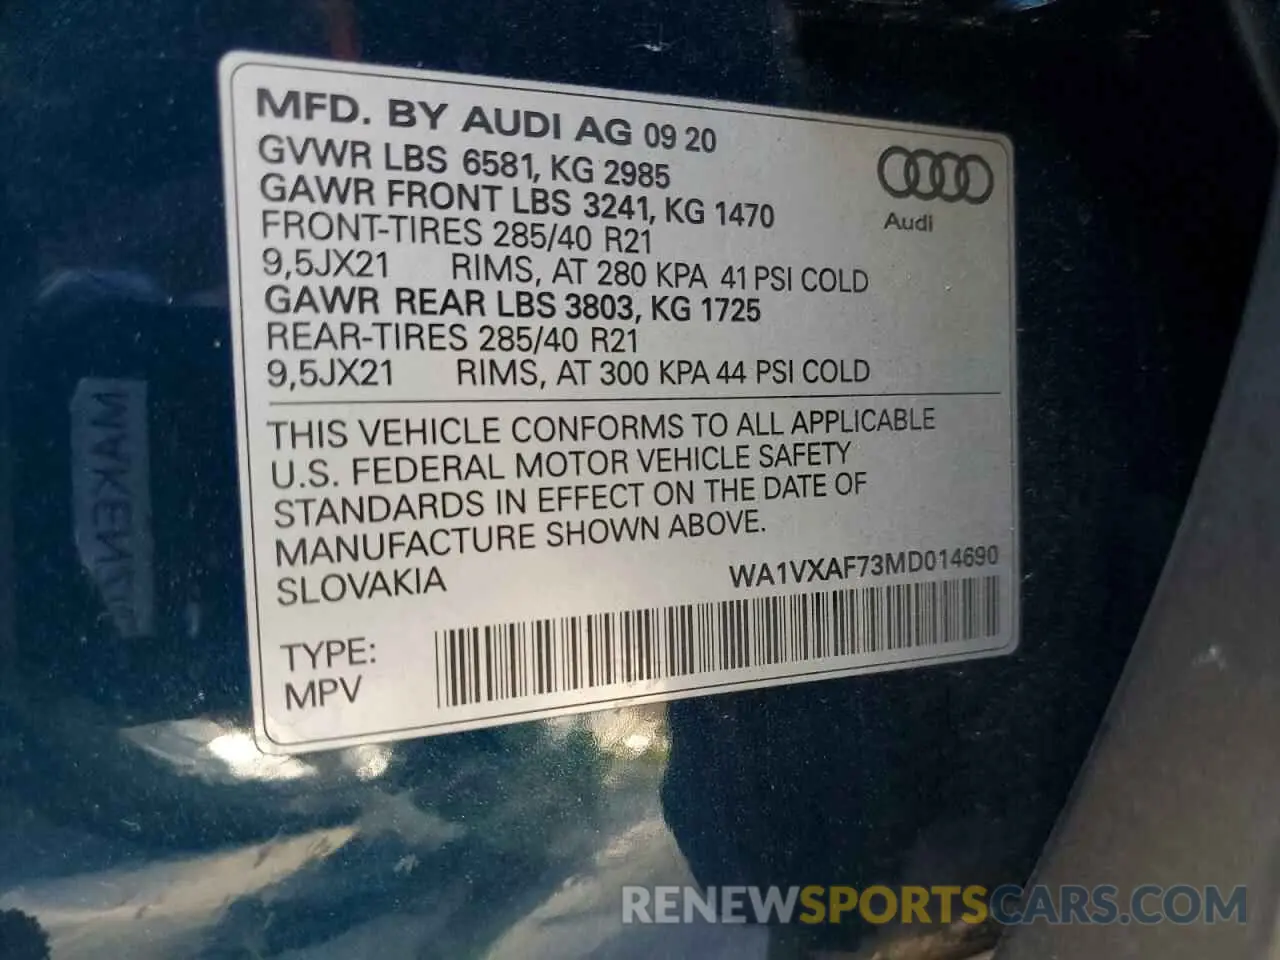 MFD. BY AUDI AG 09 20
GVWR LBS 6581, KG 2985
GAWR FRONT LBS 3241, KG 1470
FRONT-TIRES 285/40 R21
9,5JX21 RIMS, AT 280 KPA 41 PSI COLD
GAWR REAR LBS 3803, KG 1725
REAR-TIRES 285/40 R21
9,5JX21 RIMS, AT 300 KPA 44 PSI COLD
Audi
THIS VEHICLE CONFORMS TO ALL APPLICABLE
U.S. FEDERAL MOTOR VEHICLE SAFETY
STANDARDS IN EFFECT ON THE DATE OF
MANUFACTURE SHOWN ABOVE.
SLOVAKIA
WA1VXAF73MD014690
TYPE:
MPV
RENEWSPORTSCARS.COM